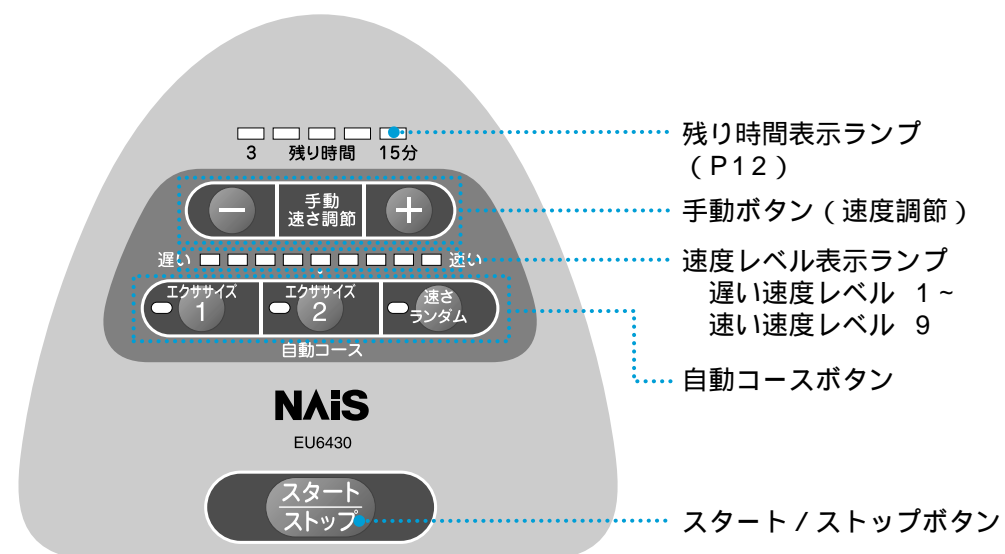 3 残り時間 15分
手動
速さ調節
遅い 速い
エクササイズ
1
エクササイズ
2
速さ
ランダム
自動コース
NAiS
EU6430
スタート
ストップ
残り時間表示ランプ
（P12）
手動ボタン（速度調節）
速度レベル表示ランプ
遅い速度レベル 1～
速い速度レベル 9
自動コースボタン
スタート／ストップボタン